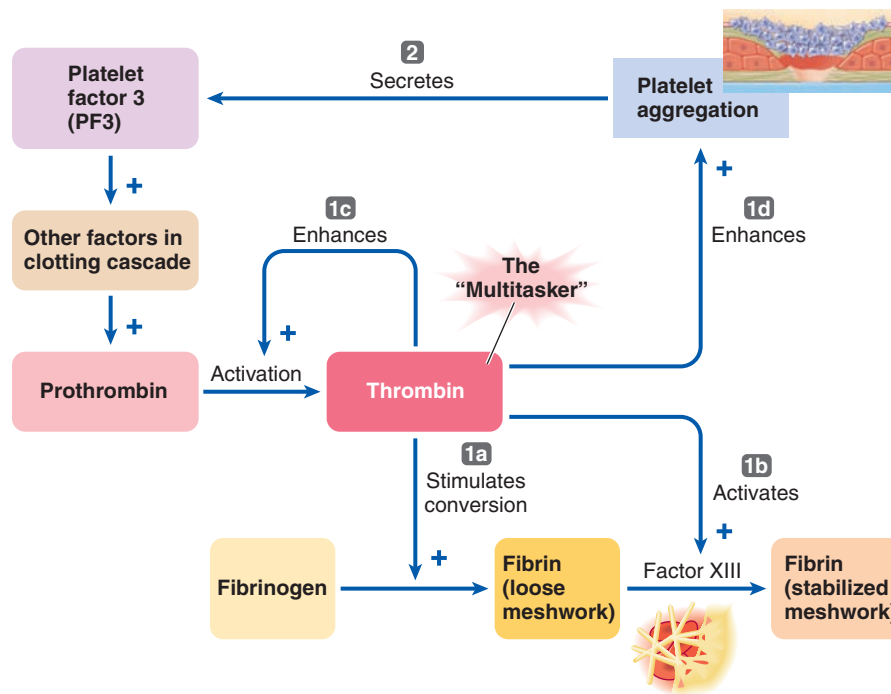 2
Secretes
Platelet
factor 3
(PF3)
Platelet
aggregation
+
+
1c
Enhances
1d
Enhances
Other factors in
clotting cascade
The
“Multitasker”
+
+
Prothrombin
Activation
Thrombin
1a
Stimulates
conversion
1b
Activates
+
+
Fibrinogen
Fibrin
(loose
meshwork)
Factor XIII
Fibrin
(stabilized
meshwork)